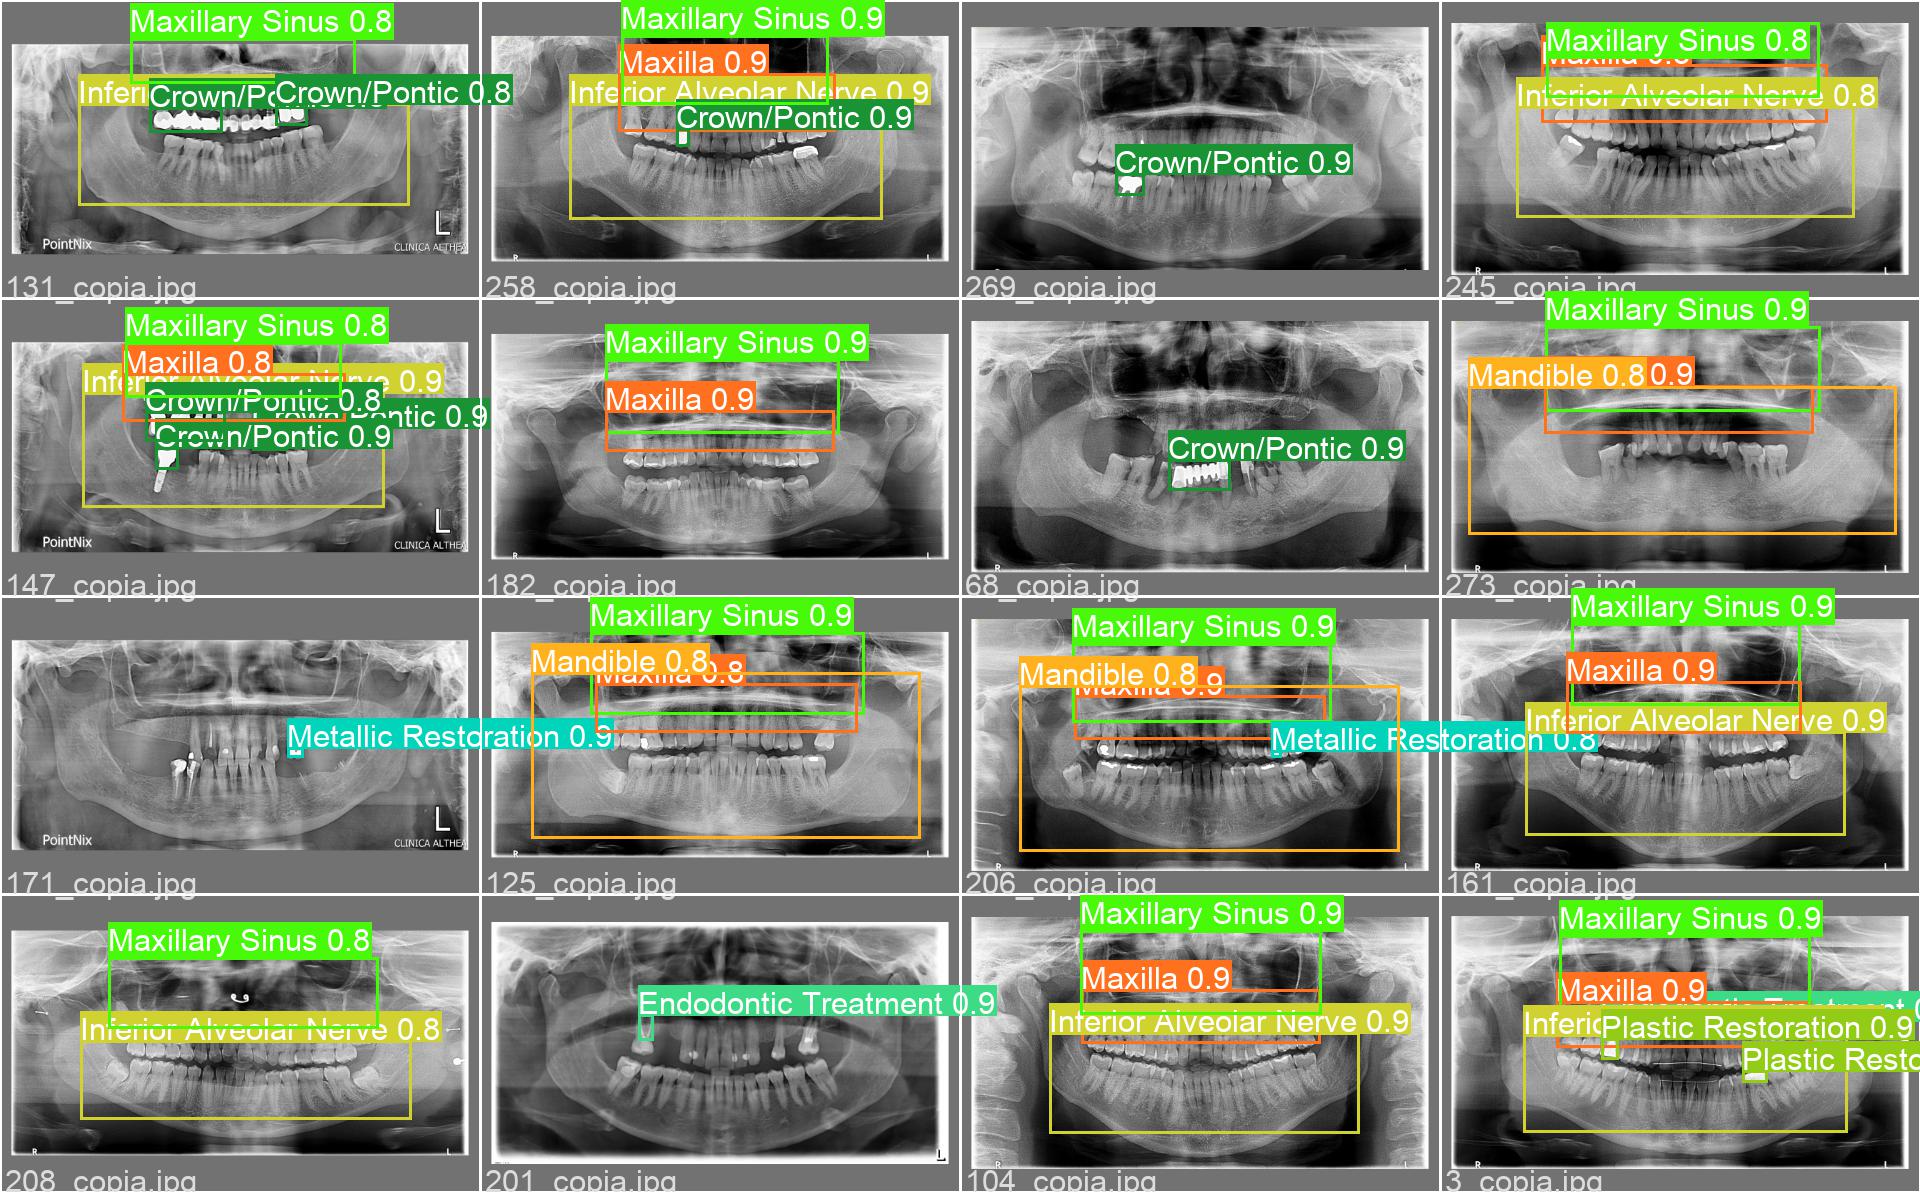 Maxillary Sinus 0.8
Crown/Pontic 0.8
L
PointNix
CLINICA ALTHEA
131_copia.jpg
Maxillary Sinus 0.9
Maxilla 0.9
Inferior Alveolar Nerve 0.9
Crown/Pontic 0.9
R
L
258_copia.jpg
Crown/Pontic 0.9
269_copia.jpg
Maxillary Sinus 0.8
Inferior Alveolar Nerve 0.8
R
L
245_copia.jpg
Maxillary Sinus 0.8
Maxilla 0.8
Inferior Alveolar Nerve 0.9
Crown/Pontic 0.8
Crown/Pontic 0.9
Crown/Pontic 0.9
L
PointNix
CLINICA ALTHEA
147_copia.jpg
Maxillary Sinus 0.9
Maxilla 0.9
R
L
182_copia.jpg
Crown/Pontic 0.9
R
L
68_copia.jpg
Maxillary Sinus 0.9
Mandible 0.8 0.9
R
L
273_copia.jpg
Metallic Restoration 0.9
L
PointNix
CLINICA ALTHEA
171_copia.jpg
Maxillary Sinus 0.9
Mandible 0.8
Maxilla 0.8
R
L
125_copia.jpg
Maxillary Sinus 0.9
Mandible 0.8
Maxilla 0.9
Metallic Restoration 0.8
R
L
206_copia.jpg
Maxillary Sinus 0.9
Maxilla 0.9
Inferior Alveolar Nerve 0.9
R
L
161_copia.jpg
Maxillary Sinus 0.8
Inferior Alveolar Nerve 0.8
R
L
208_copia.jpg
Endodontic Treatment 0.9
L
201_copia.jpg
Maxillary Sinus 0.9
Maxilla 0.9
Inferior Alveolar Nerve 0.9
R
L
104_copia.jpg
Maxillary Sinus 0.9
Maxilla 0.9
Plastic Restoration 0.9
Plastic Resto
R
L
3_copia.jpg